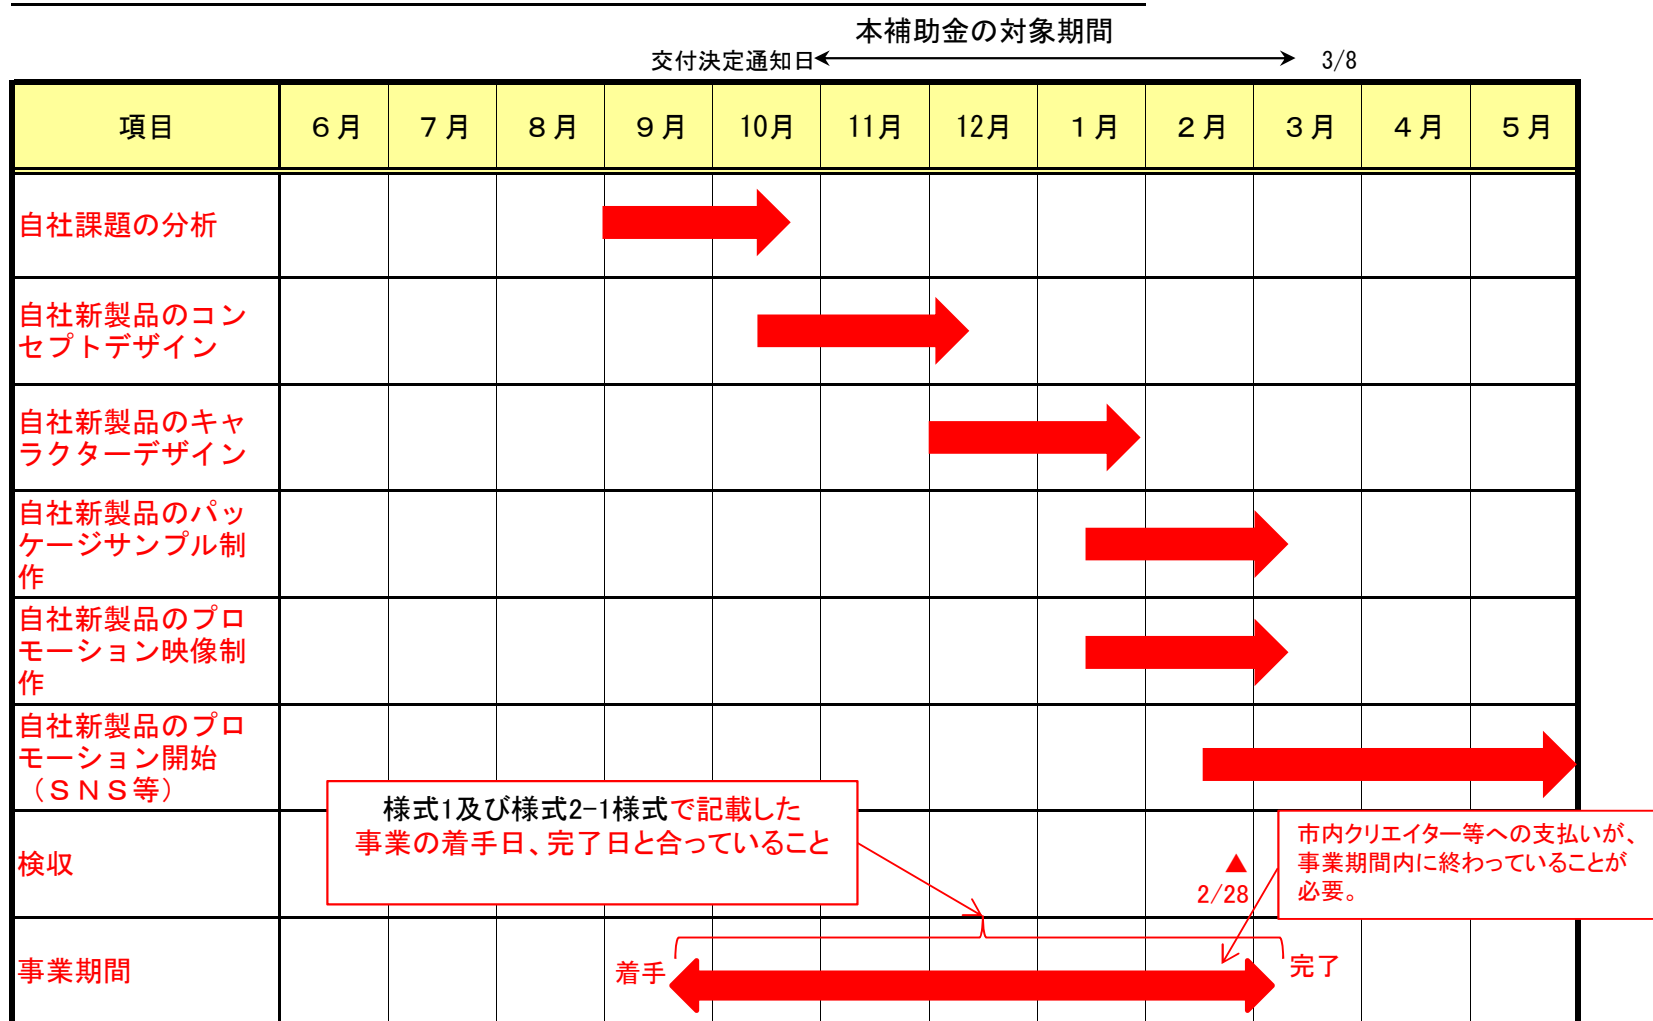 本補助金の対象期間
交付決定通知日
3/8
項目
６月
７月
８月
９月
10月
11月
12月
１月
２月
３月
４月
５月
自社課題の分析
自社新製品のコン
セプトデザイン
自社新製品のキャ
ラクターデザイン
自社新製品のパッ
ケージサンプル制
作
自社新製品のプロ
モーション映像制
作
自社新製品のプロ
モーション開始
（ＳＮＳ等）
様式1及び様式2−1様式で記載した
事業の着手日、完了日と合っていること
検収
▲
2/28
市内クリエイター等への支払いが、
事業期間内に終わっていることが
必要。
事業期間
着手
完了